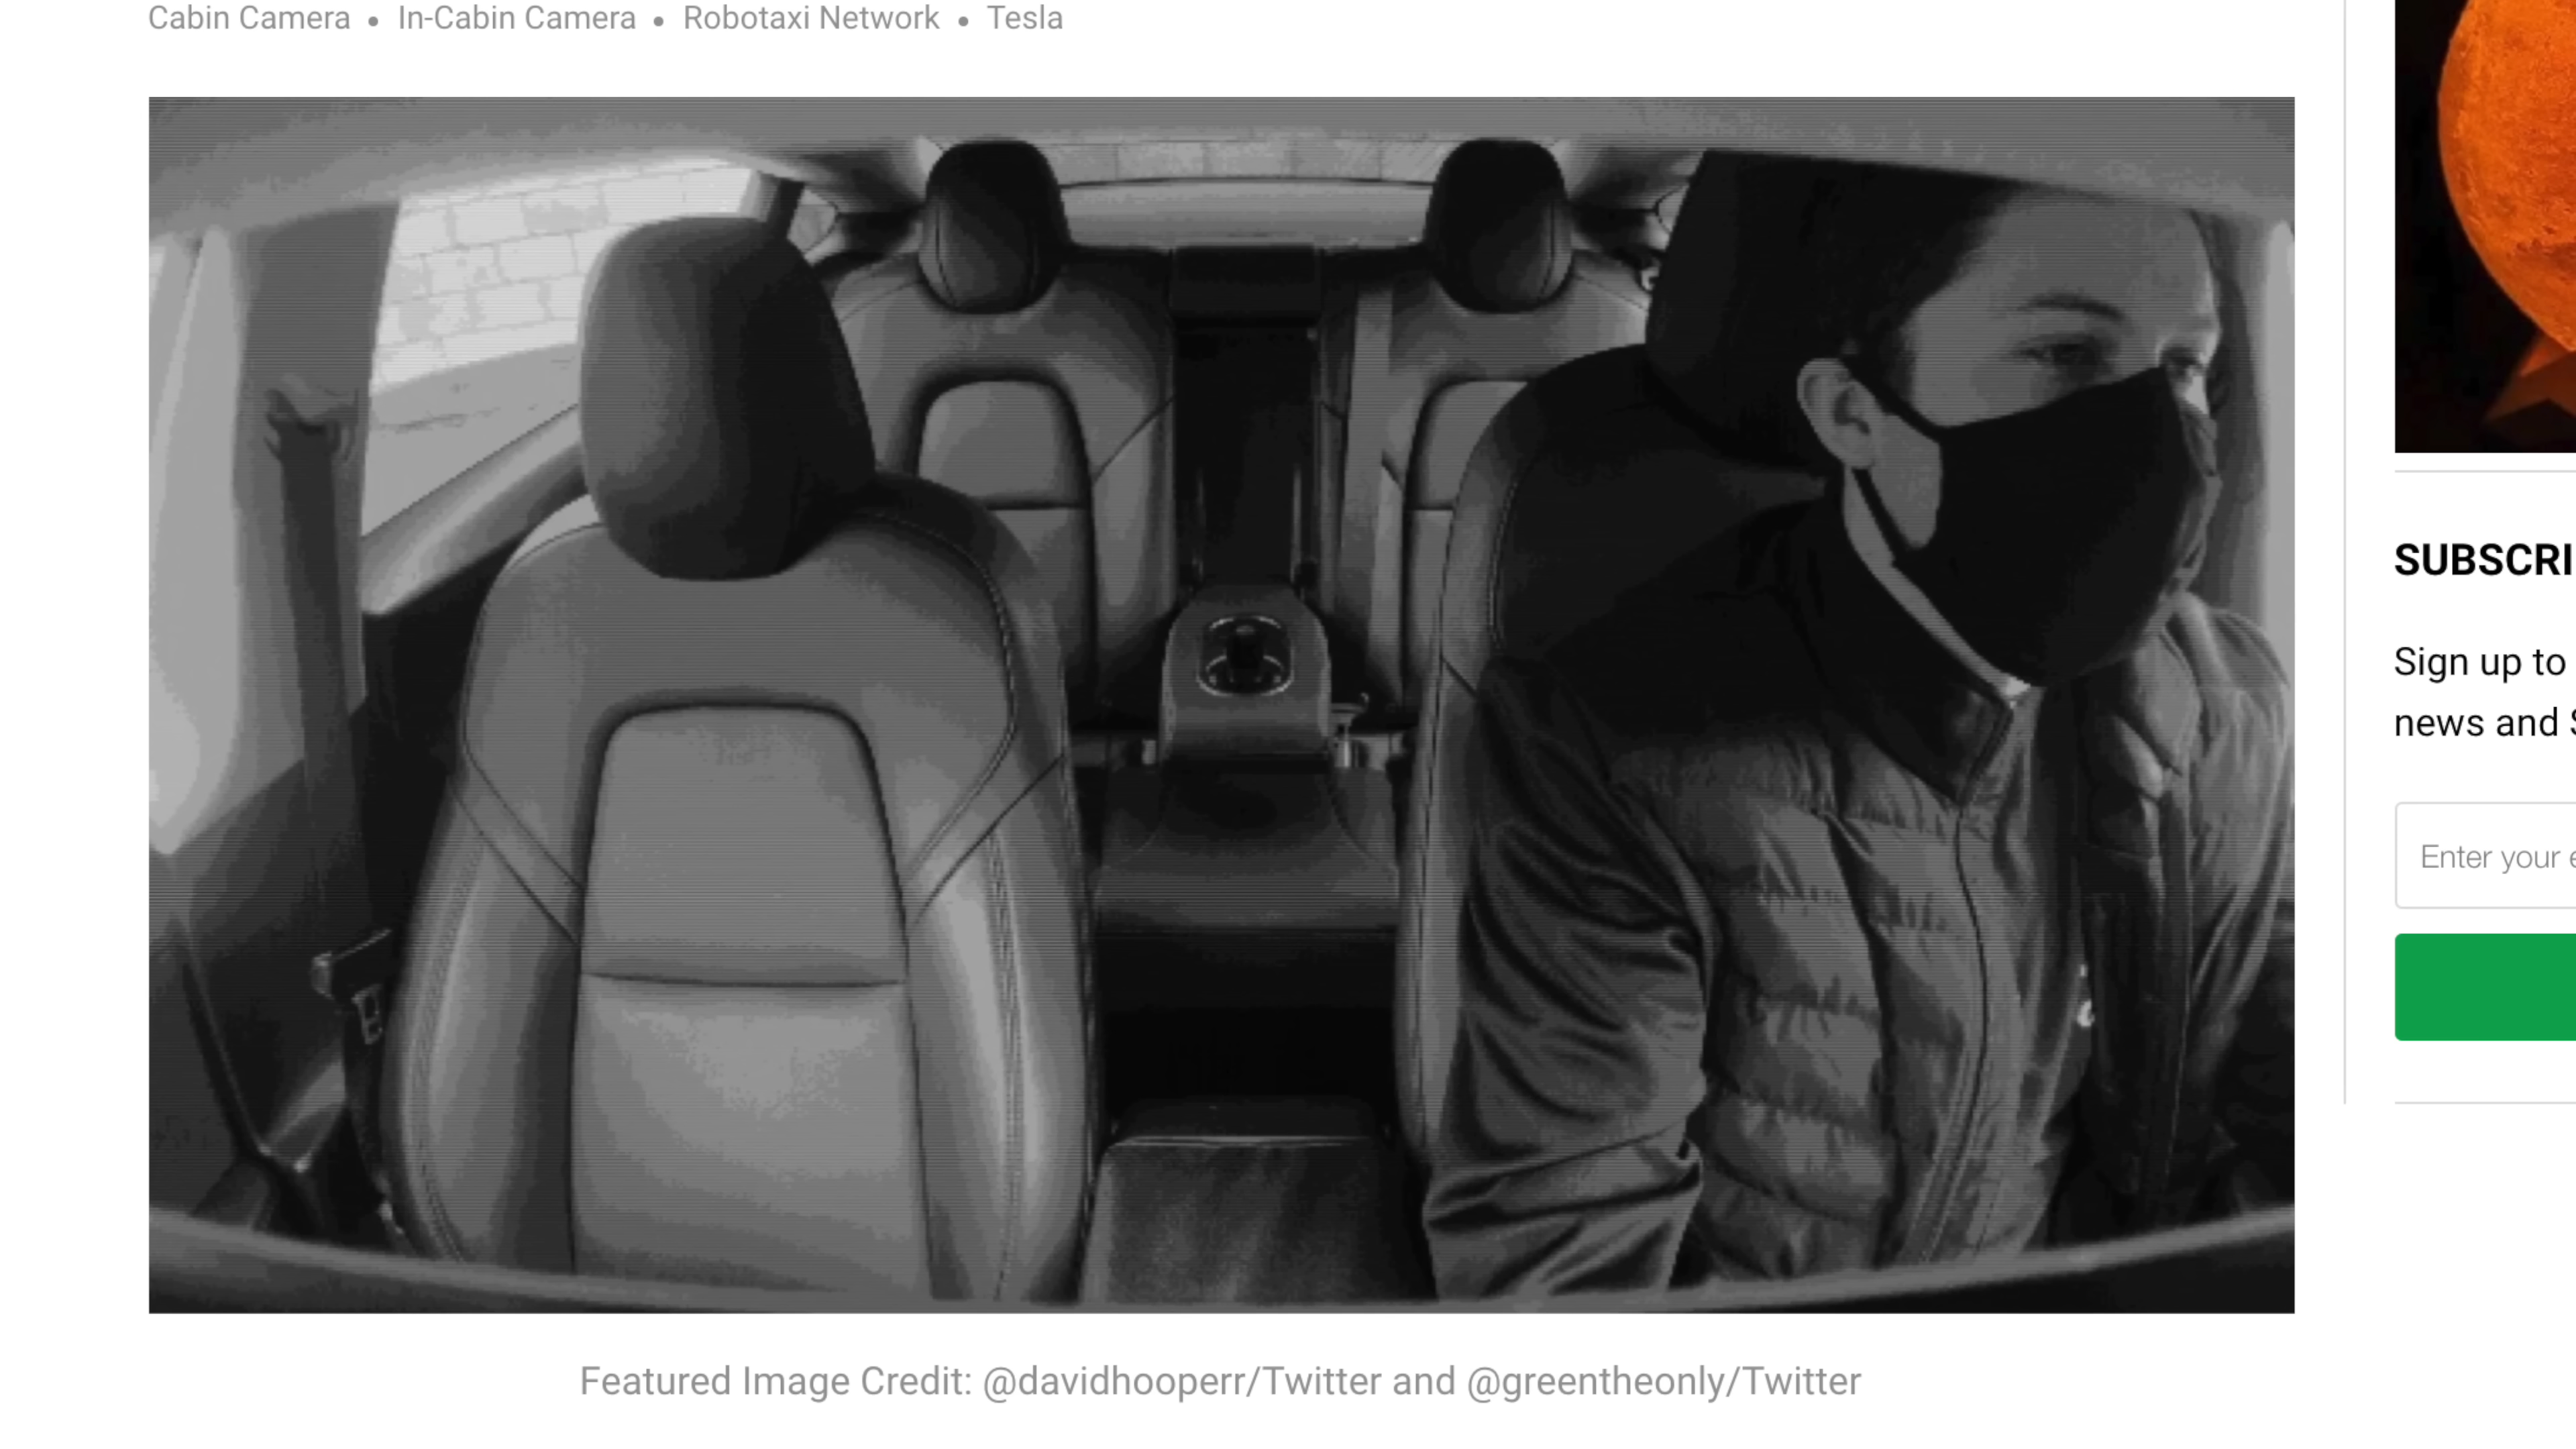 Cabin Camera • In-Cabin Camera • Robotaxi Network • Tesla
Featured Image Credit: @davidhooperr/Twitter and @greentheonly/Twitter
SUBSCRI
Sign up to
news and S
Enter your e